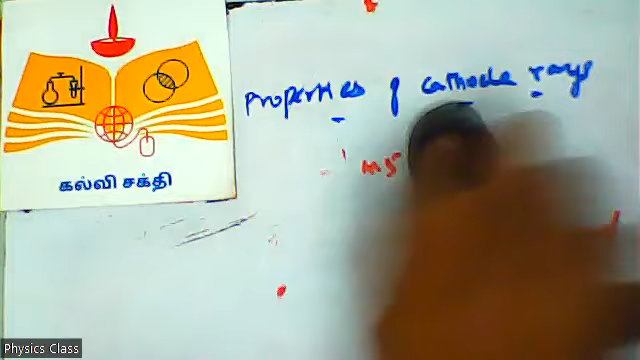 Properties of cathode rays
கல்வி சக்தி
Physics Class